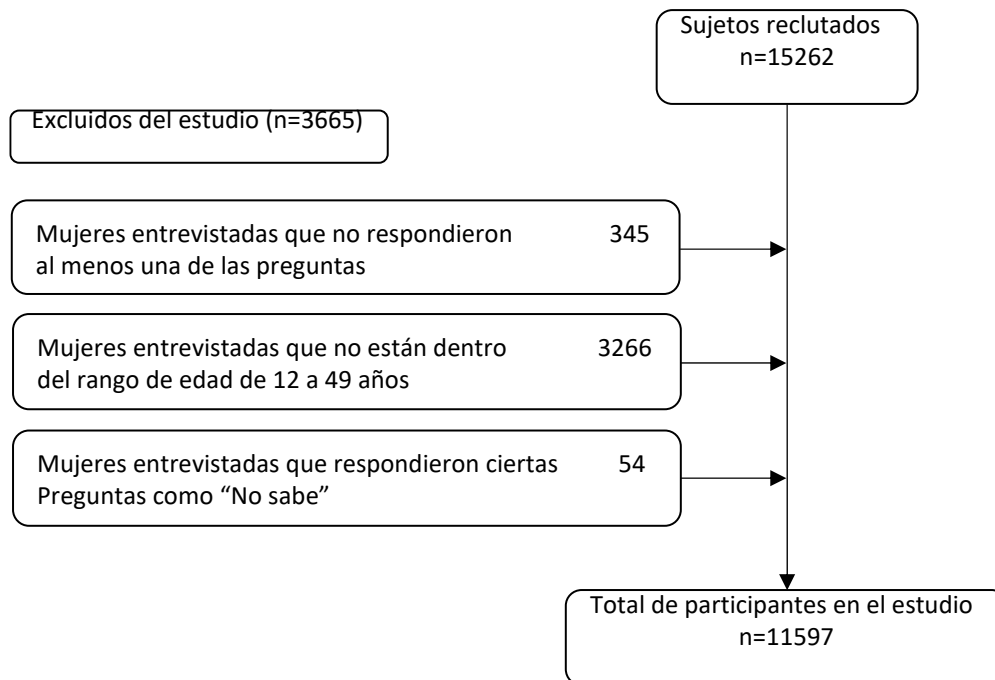 Sujetos reclutados
n=15262
Excluidos del estudio (n=3665)
Mujeres entrevistadas que no respondieron 345
al menos una de las preguntas
Mujeres entrevistadas que no están dentro 3266
del rango de edad de 12 a 49 años
Mujeres entrevistadas que respondieron ciertas 54
Preguntas como “No sabe”
Total de participantes en el estudio
n=11597